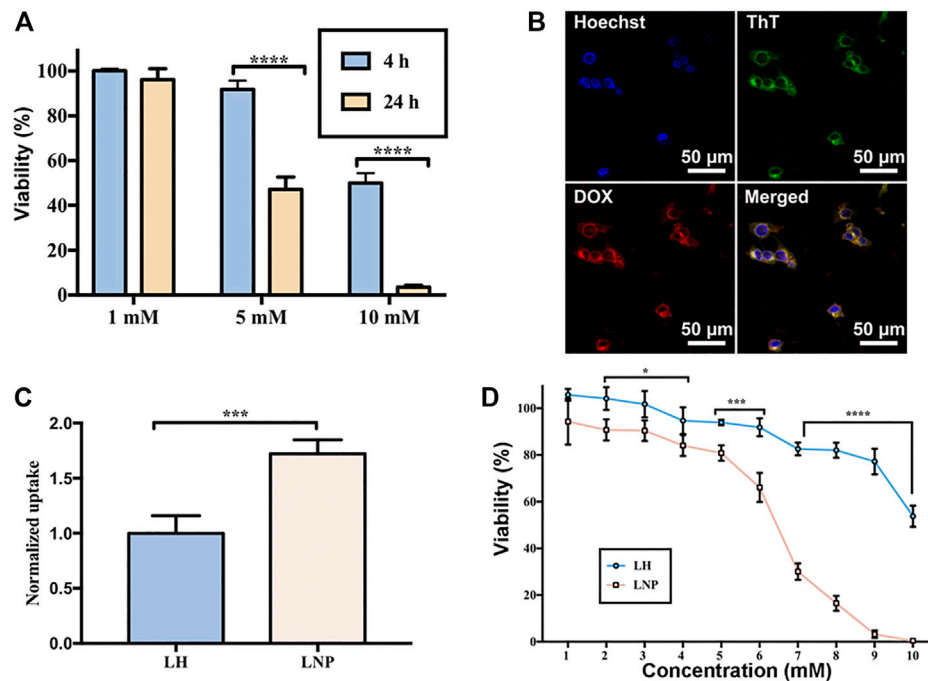 A
Viability (%)
100
80
60
40
20
0
4 h
24 h
****
****
1 mM
5 mM
10 mM
B
Hoechst
ThT
50 µm
50 µm
DOX
Merged
50 µm
50 µm
C
Normalized uptake
2.0
1.5
1.0
0.5
0.0
***
LH
LNP
D
Viability (%)
100
80
60
40
20
0
*
***
****
LH
LNP
1 2 3 4 5 6 7 8 9 10
Concentration (mM)